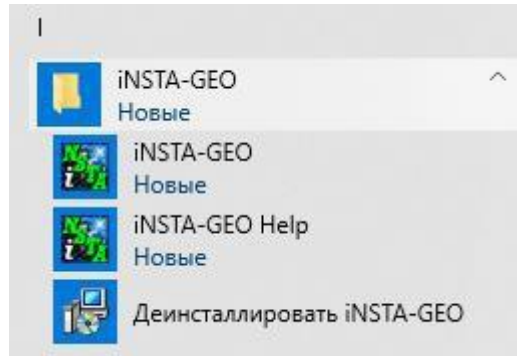 I
iNSTA-GEO
Новые
iNSTA-GEO
Новые
iNSTA-GEO Help
Новые
Деинсталлировать iNSTA-GEO